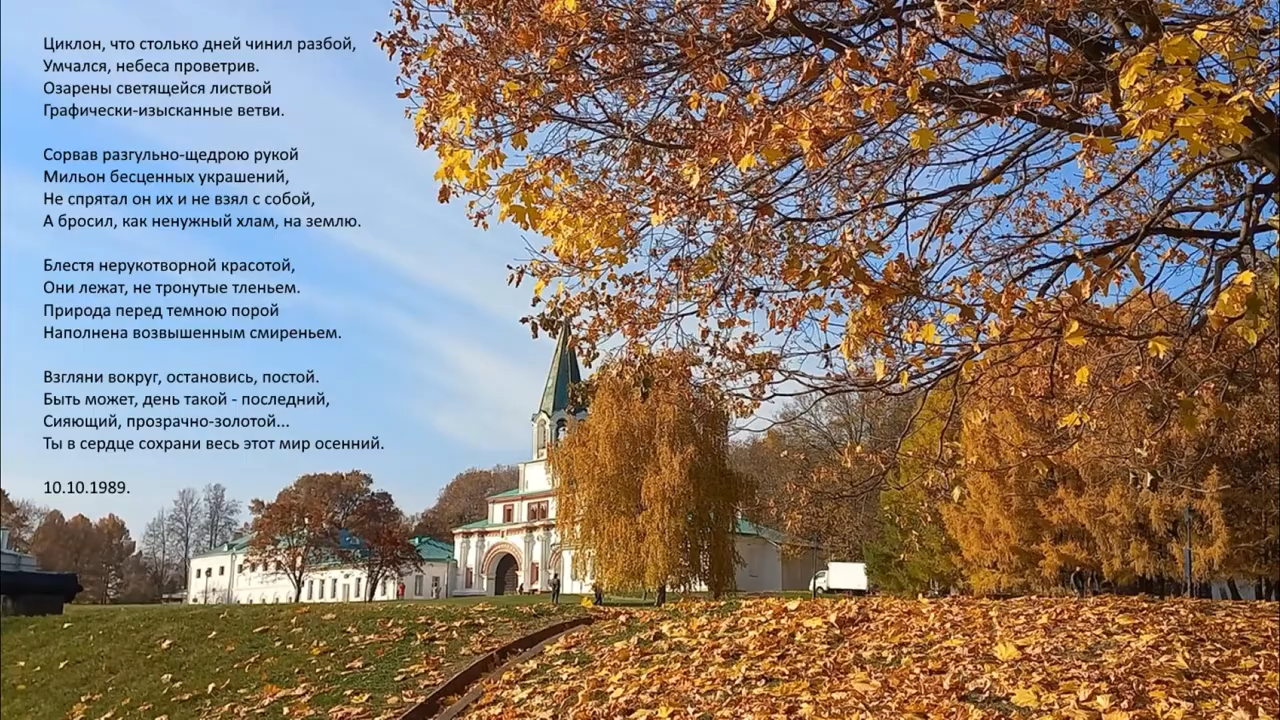 Циклон, что столько дней чинил разбой,
Умчался, небеса проветрив.
Озарены светящейся листвой
Графически-изысканные ветви.
Сорвав разгульно-щедрою рукой
Мильон бесценных украшений,
Не спрятал он их и не взял с собой,
А бросил, как ненужный хлам, на землю.
Блестя нерукотворной красотой,
Они лежат, не тронутые тленьем.
Природа перед темною порой
Наполнена возвышенным смиреньем.
Взгляни вокруг, остановись, постой.
Быть может, день такой - последний,
Сияющий, прозрачно-золотой...
Ты в сердце сохрани весь этот мир осенний.
10.10.1989.